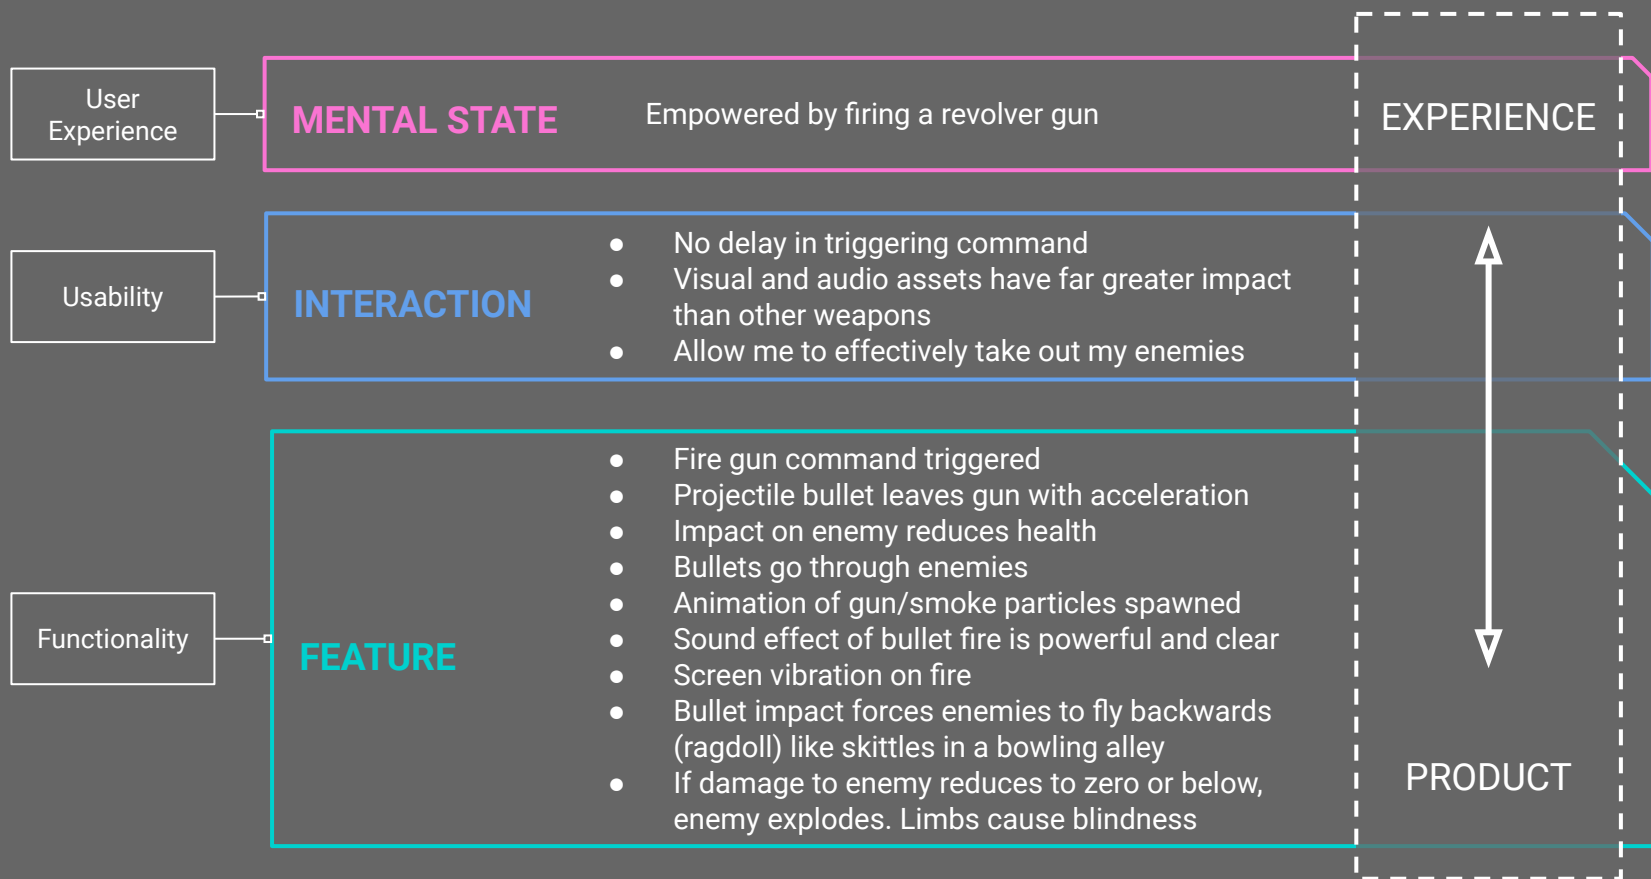 User
Experience
MENTAL STATE
Empowered by firing a revolver gun
EXPERIENCE
Usability
INTERACTION
● No delay in triggering command
● Visual and audio assets have far greater impact
than other weapons
● Allow me to effectively take out my enemies
Functionality
FEATURE
● Fire gun command triggered
● Projectile bullet leaves gun with acceleration
● Impact on enemy reduces health
● Bullets go through enemies
● Animation of gun/smoke particles spawned
● Sound effect of bullet fire is powerful and clear
● Screen vibration on fire
● Bullet impact forces enemies to fly backwards
(ragdoll) like skittles in a bowling alley
● If damage to enemy reduces to zero or below,
enemy explodes. Limbs cause blindness
PRODUCT